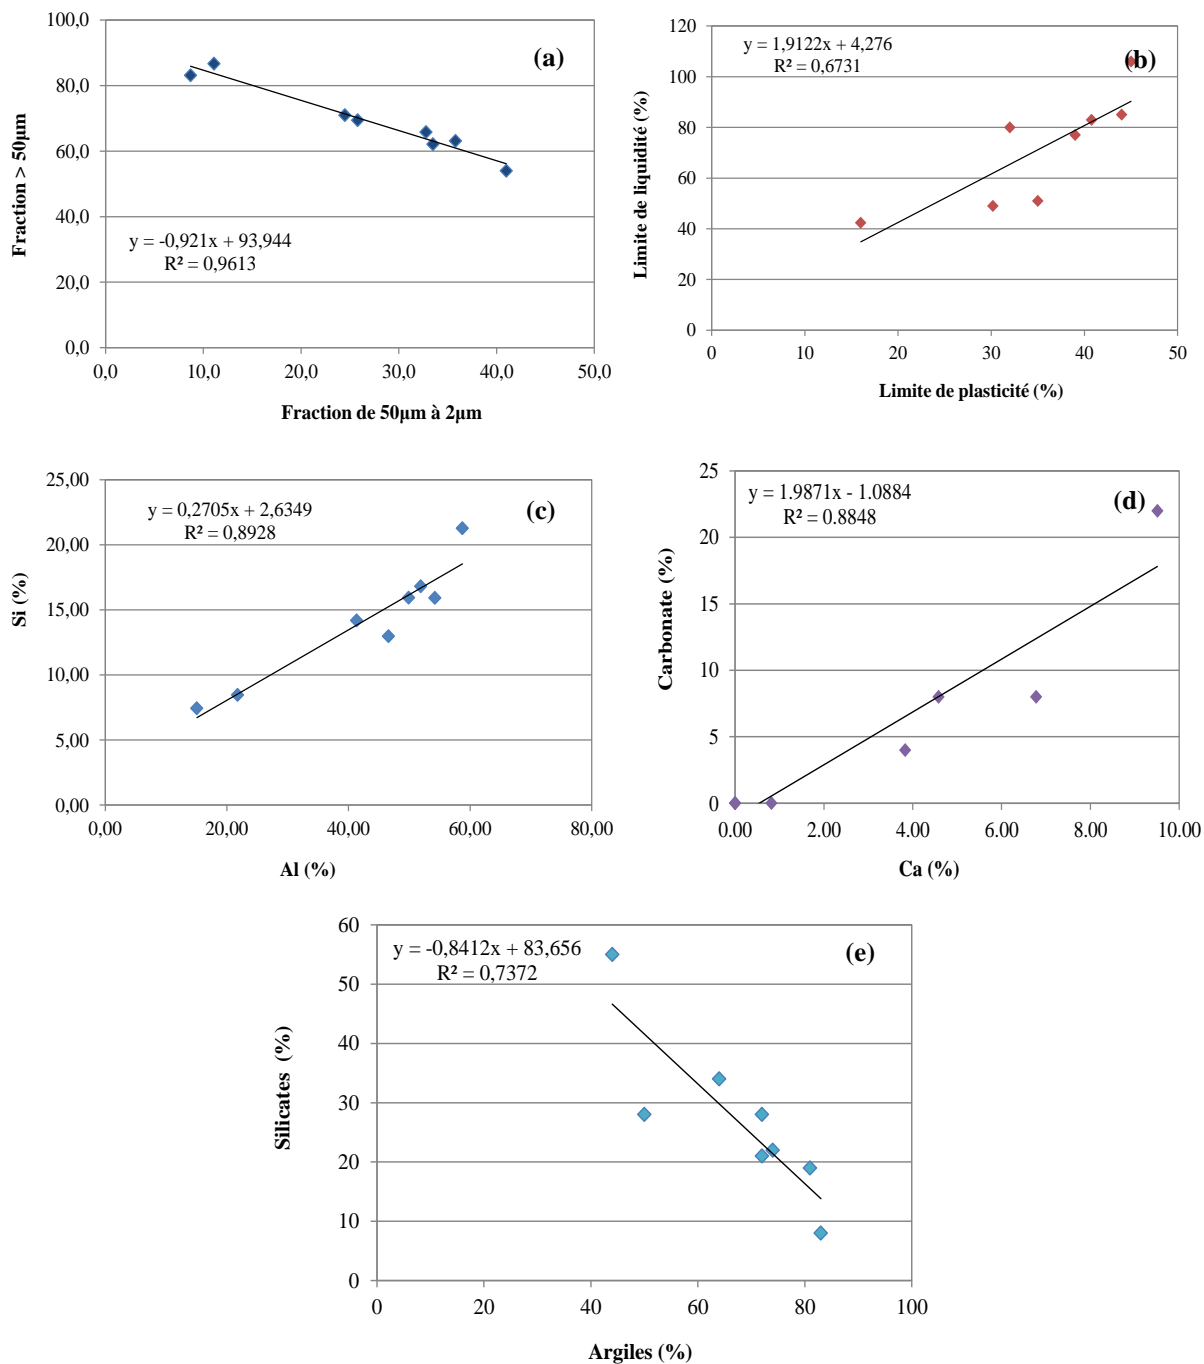 100,0
80,0
60,0
40,0
20,0
0,0
0,0 10,0 20,0 30,0 40,0 50,0
Fraction > 50µm
Fraction de 50µm à 2µm
(a)
y = -0,921x + 93,944
R² = 0,9613
120
100
80
60
40
20
0
0 10 20 30 40 50
Limite de liquidité (%)
Limite de plasticité (%)
y = 1,9122x + 4,276
R² = 0,6731
(b)
25,00
20,00
15,00
10,00
5,00
0,00
0,00 20,00 40,00 60,00 80,00
Si (%)
Al (%)
y = 0,2705x + 2,6349
R² = 0,8928
(c)
25
20
15
10
5
0
0.00 2.00 4.00 6.00 8.00 10.00
Carbonate (%)
Ca (%)
y = 1.9871x - 1.0884
R² = 0.8848
(d)
60
50
40
30
20
10
0
0 20 40 60 80 100
Silicates (%)
Argiles (%)
y = -0,8412x + 83,656
R² = 0,7372
(e)